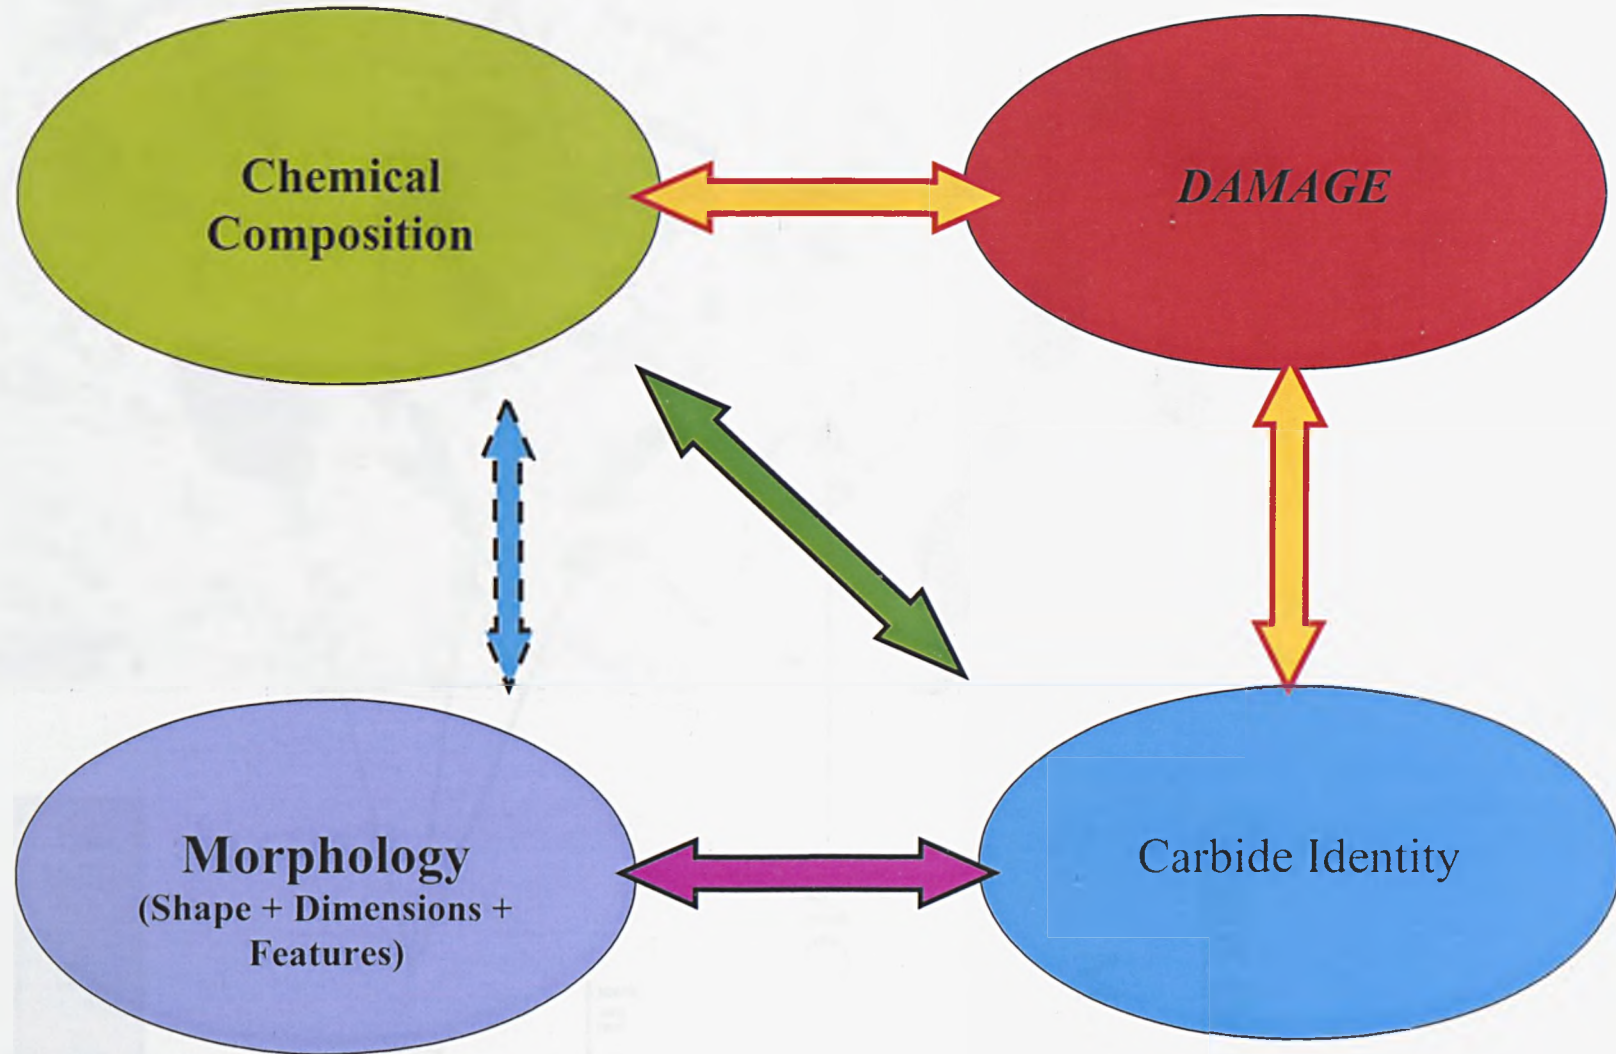 Chemical
Composition
DAMAGE
Morphology
(Shape + Dimensions +
Features)
Carbide Identity